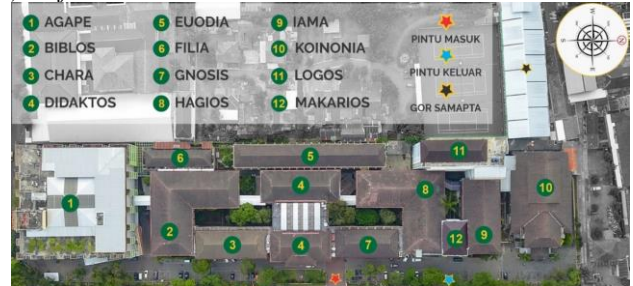 1 AGAPE
2 BIBLOS
3 CHARA
4 DIDAKTOS
5 EUODIA
6 FILIA
7 GNOSIS
8 HAGIOS
9 IAMA
10 KOINONIA
11 LOGOS
12 MAKARIOS
PINTU MASUK
PINTU KELUAR
GOR SAMAPTA
6
5
11
1
4
8
10
2
3
4
7
12
9